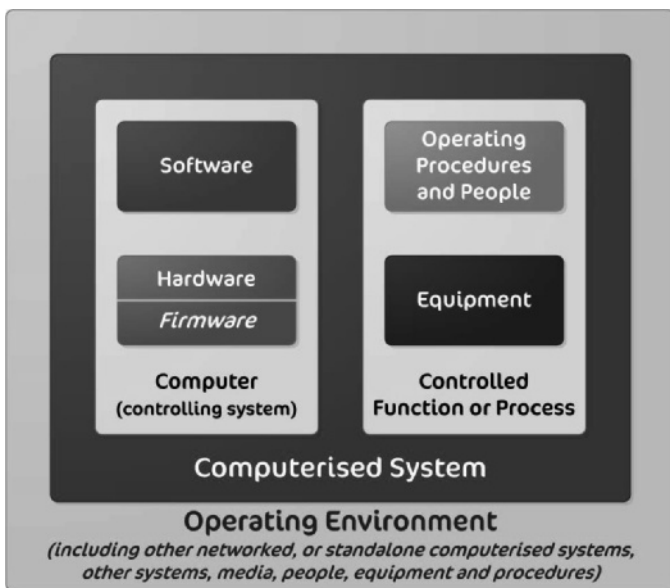 Software
Hardware
Firmware
Computer
(controlling system)
Operating
Procedures
and People
Equipment
Controlled
Function or Process
Computerised System
Operating Environment
(including other networked, or standalone computerised systems,
other systems, media, people, equipment and procedures)